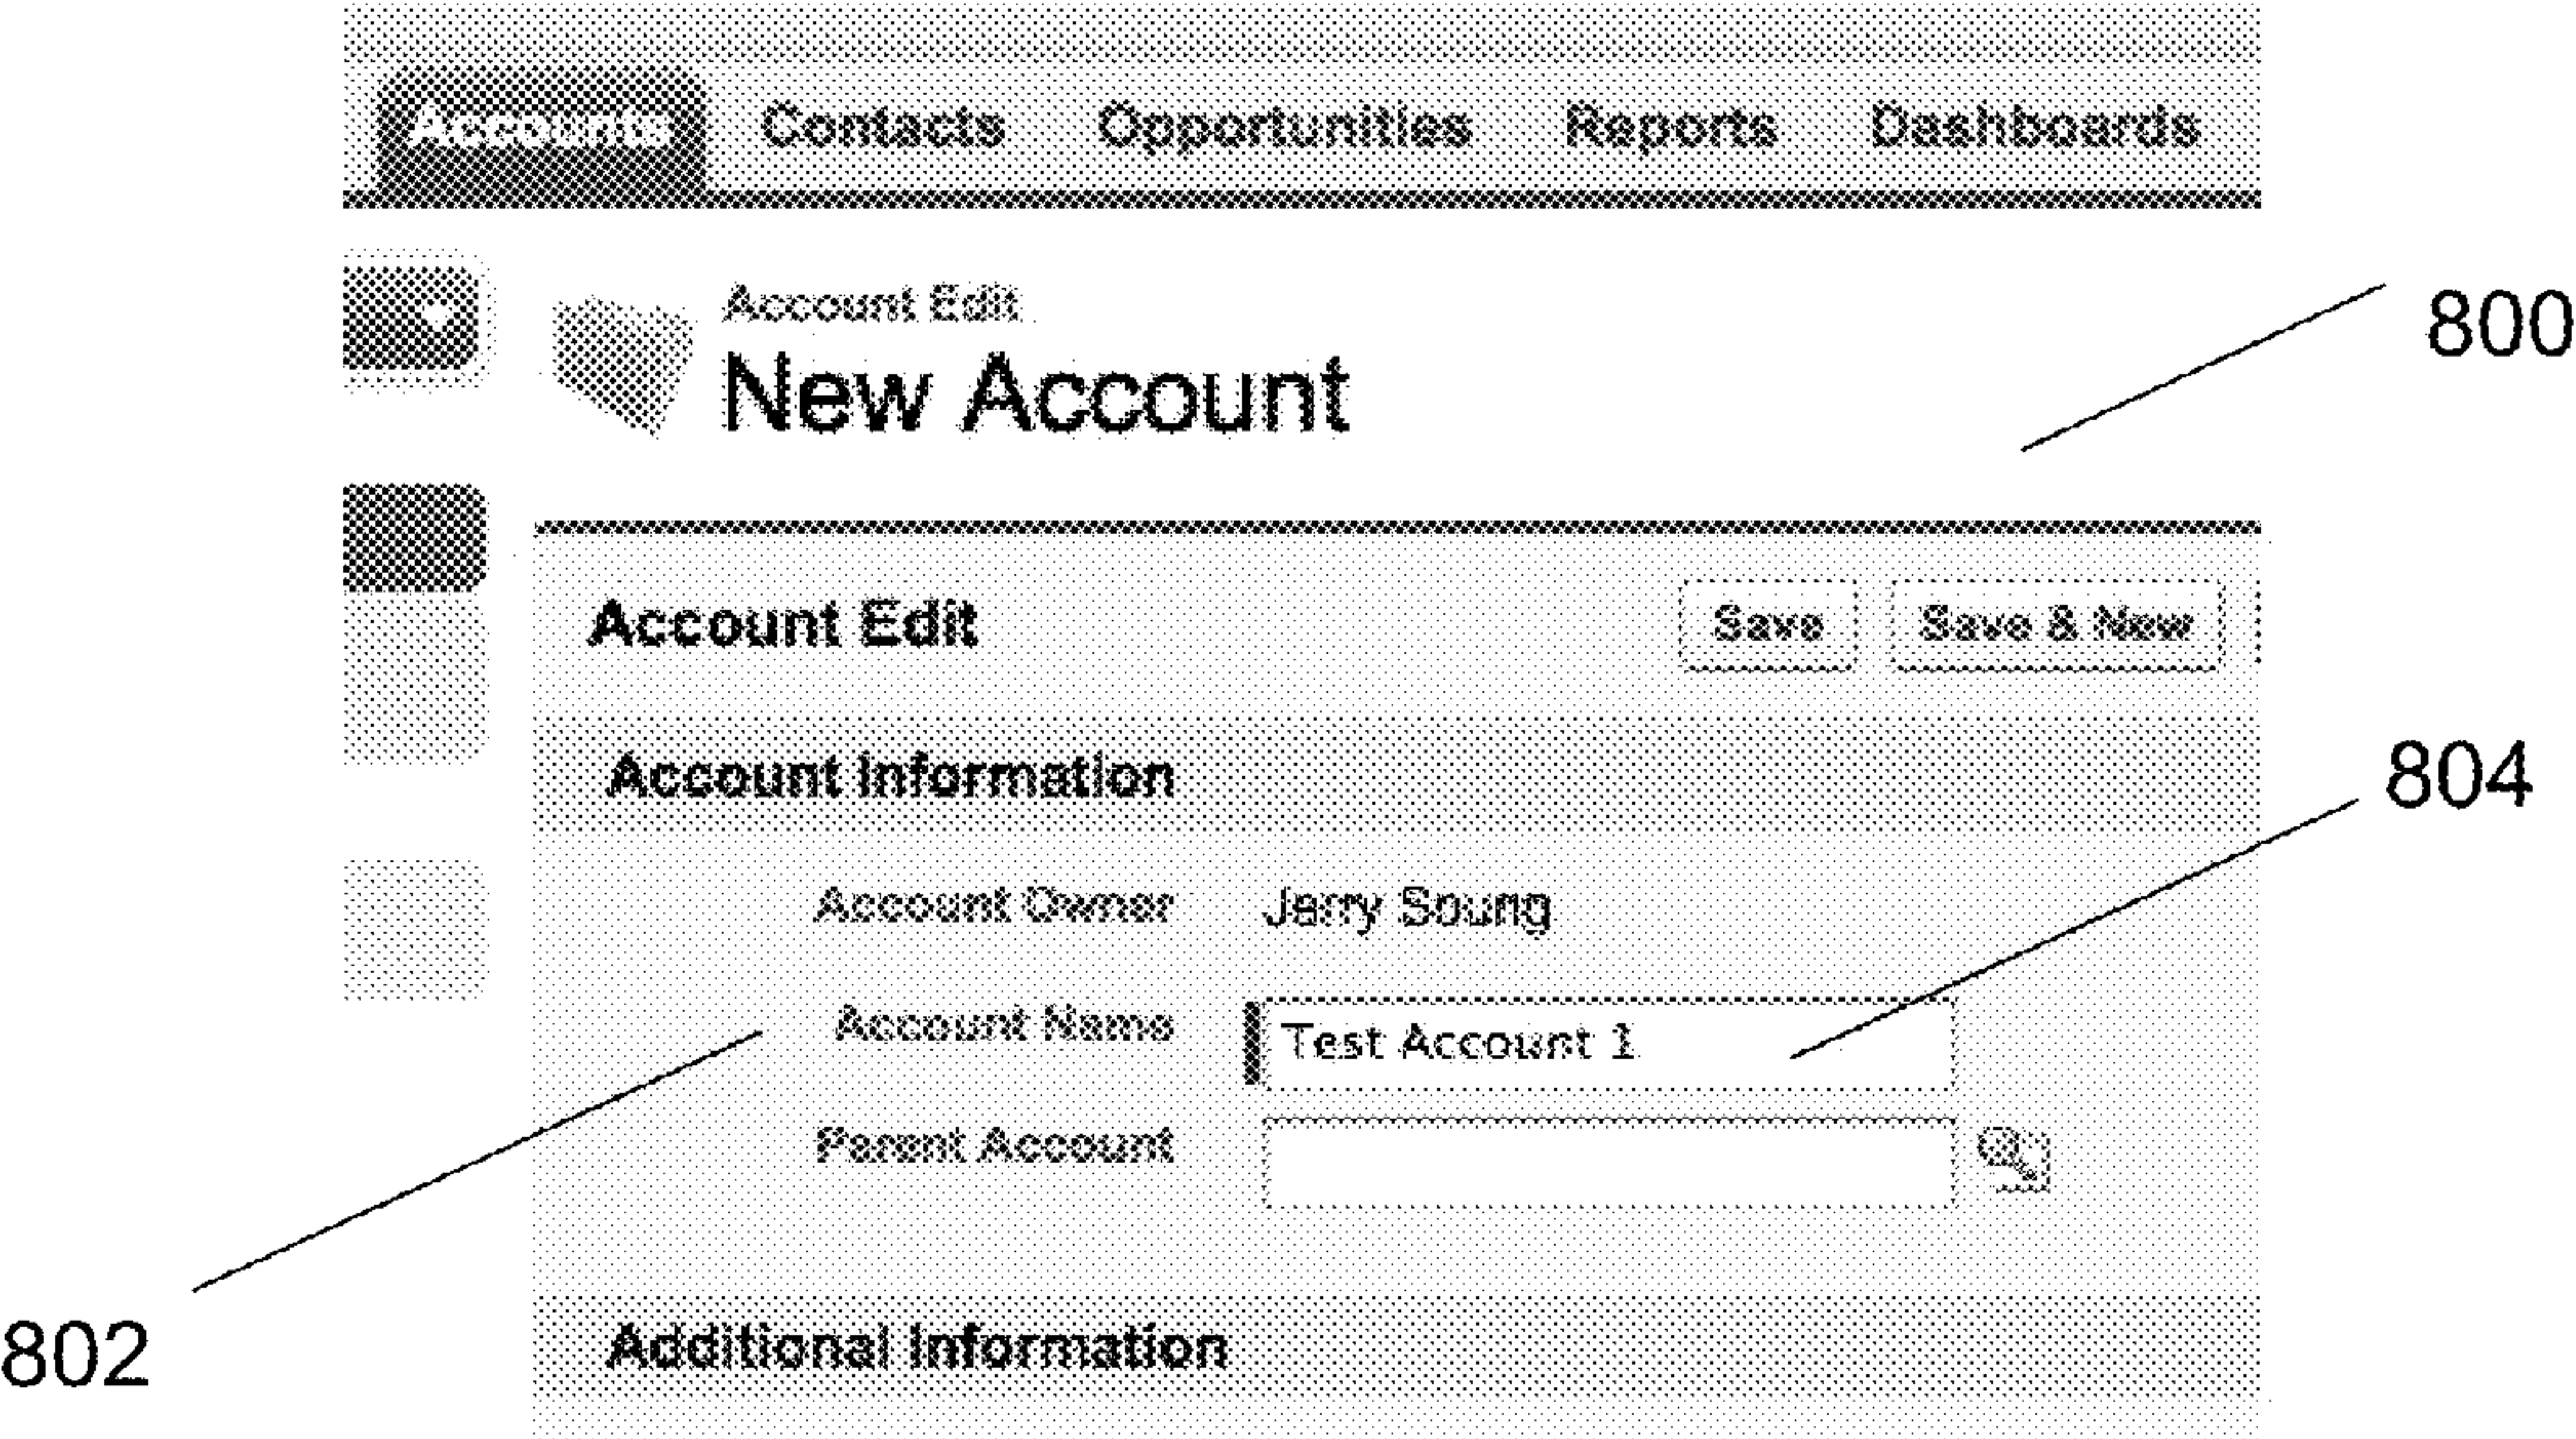 Accounts Contacts Opportunities Reports Dashboards
Account Edit
New Account
800
Account Edit Save Save & New
Account Information
804
Account Owner Jerry Soung
Account Name Test Account 1
Parent Account
802
Additional Information